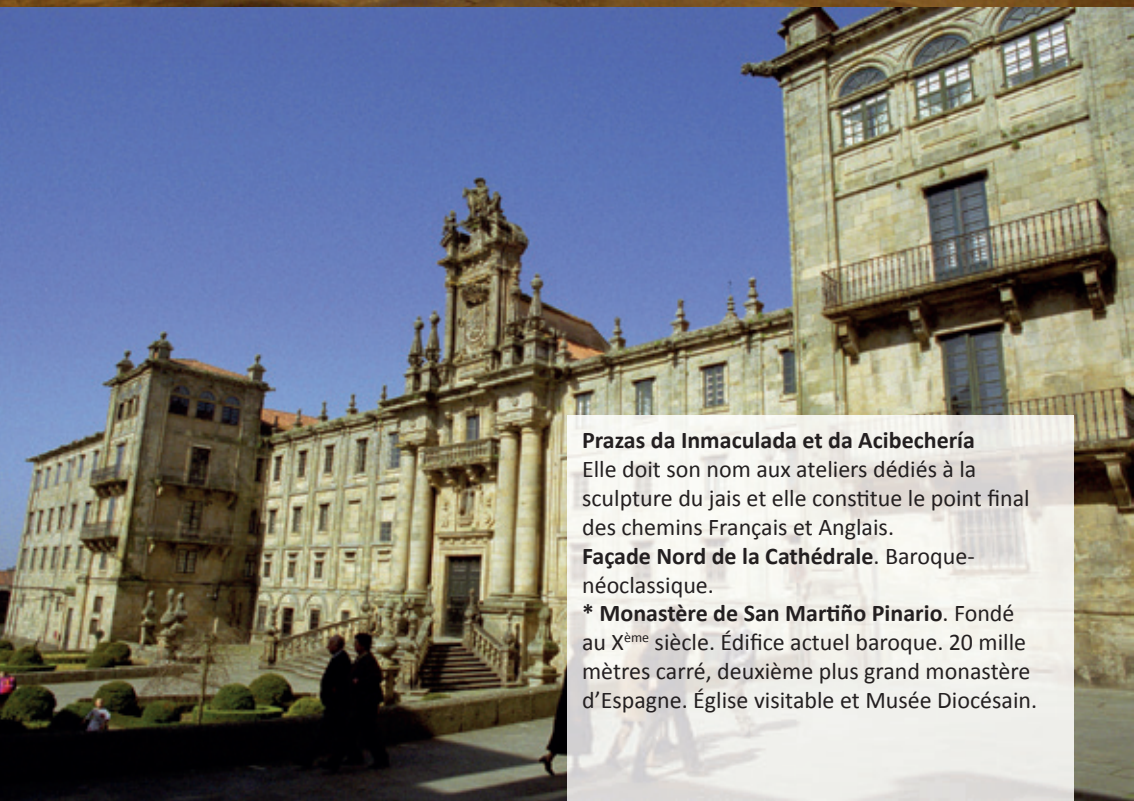 Prazas da Inmaculada et da Acibechería
Elle doit son nom aux ateliers dédiés à la
sculpture du jais et elle constitue le point final
des chemins Français et Anglais.
Façade Nord de la Cathédrale. Baroque-
néoclassique.
* Monastère de San Martiño Pinario. Fondé
au Xème siècle. Édifice actuel baroque. 20 mille
mètres carré, deuxième plus grand monastère
d’Espagne. Église visitable et Musée Diocésain.